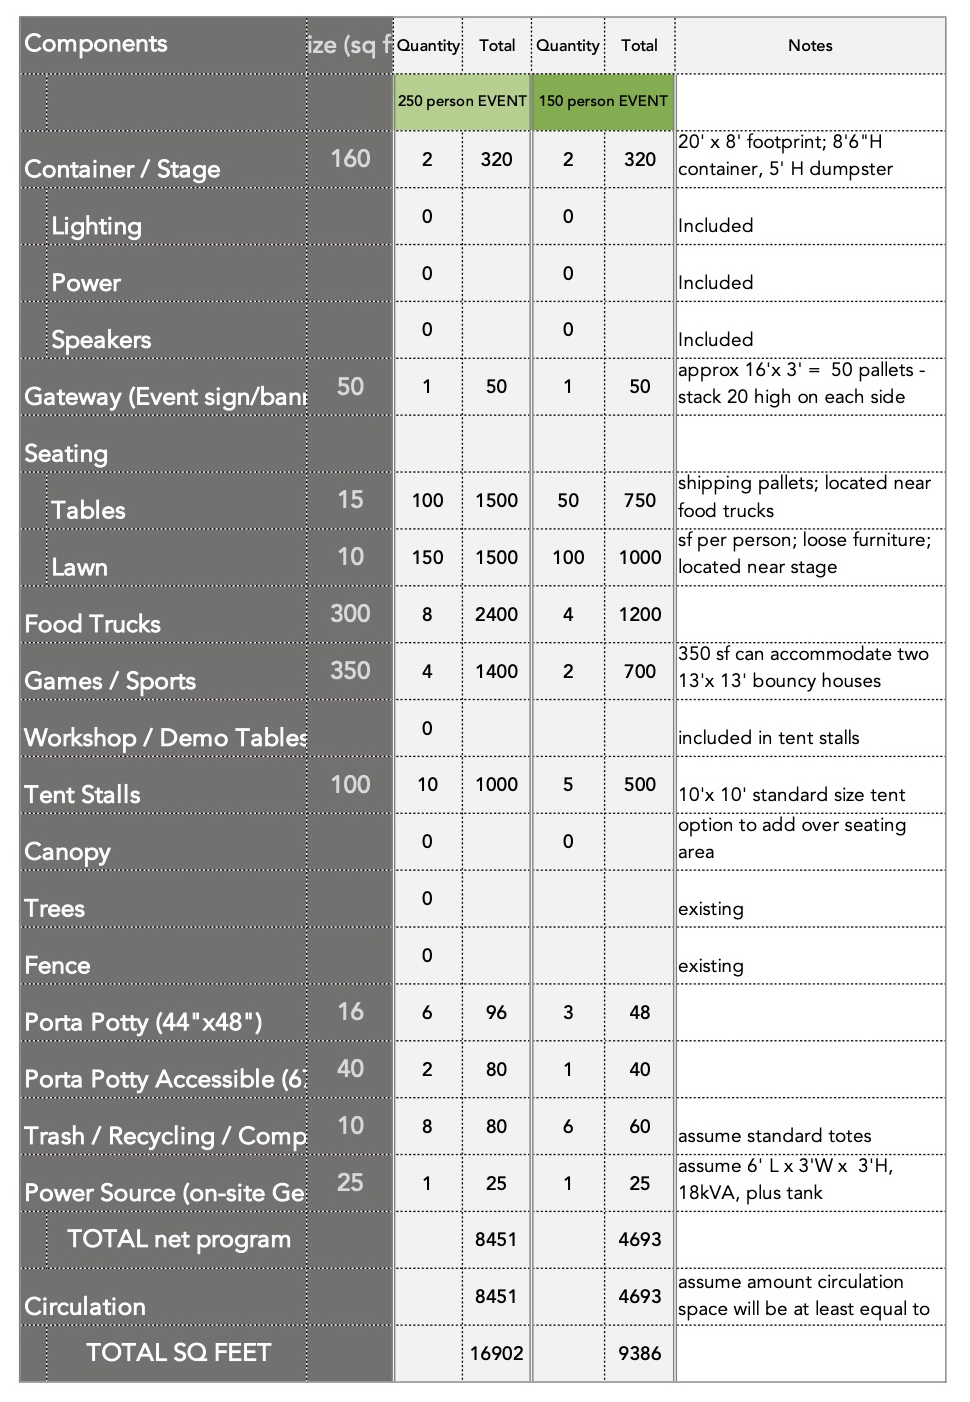 Components ize (sq f Quantity Total Quantity Total Notes
250 person EVENT 150 person EVENT
Container / Stage 160 2 320 2 320 20' x 8' footprint; 8'6"H
container, 5' H dumpster
Lighting 0 0 Included
Power 0 0 Included
Speakers 0 0 Included
Gateway (Event sign/ban 50 1 50 1 50 approx 16'x 3' = 50 pallets -
stack 20 high on each side
Seating
Tables 15 100 1500 50 750 shipping pallets; located near
food trucks
Lawn 10 150 1500 100 1000 sf per person; loose furniture;
located near stage
Food Trucks 300 8 2400 4 1200
Games / Sports 350 4 1400 2 700 350 sf can accommodate two
13'x 13' bouncy houses
Workshop / Demo Tables 0 included in tent stalls
Tent Stalls 100 10 1000 5 500 10'x 10' standard size tent
Canopy 0 0 option to add over seating
area
Trees 0 existing
Fence 0 existing
Porta Potty (44"x48") 16 6 96 3 48
Porta Potty Accessible (6 40 2 80 1 40
Trash / Recycling / Comp 10 8 80 6 60 assume standard totes
Power Source (on-site Ge 25 1 25 1 25 assume 6' L x 3'W x 3'H,
18kVA, plus tank
TOTAL net program 8451 4693
Circulation 8451 4693 assume amount circulation
space will be at least equal to
TOTAL SQ FEET 16902 9386